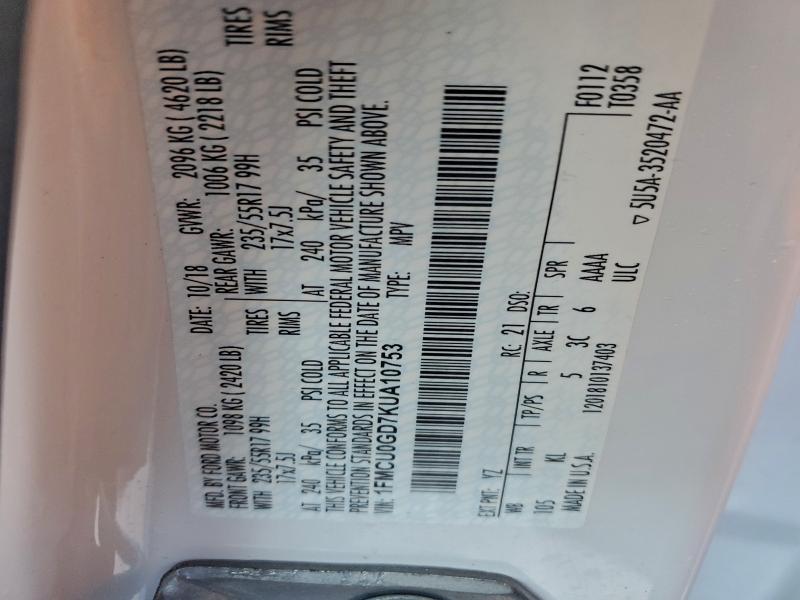 MFD. BY FORD MOTOR CO.
DATE: 10/18 GVWR: 2096 KG ( 4620 LB)
FRONT GAWR: 1098 KG ( 2420 LB) REAR GAWR: 1006 KG ( 2218 LB)
WITH 235/55R17 99H TIRES WITH 235/55R17 99H TIRES
17x7.5J RIMS 17x7.5J RIMS
AT 240 kPa/ 35 PSI COLD AT 240 kPa/ 35 PSI COLD
THIS VEHICLE CONFORMS TO ALL APPLICABLE FEDERAL MOTOR VEHICLE SAFETY AND THEFT
PREVENTION STANDARDS IN EFFECT ON THE DATE OF MANUFACTURE SHOWN ABOVE.
VIN: 1FMCU0GD7KUA10753 TYPE: MPV
F0112
T0358
EXT PNT: YZ RC: 21 DSO:
WB INT TR TP/PS R AXLE TR SPR
105 KL 5 3C 6 AAAA
MADE IN U.S.A. 1201810137403 ULC
▽ 5U5A-3520472-AA